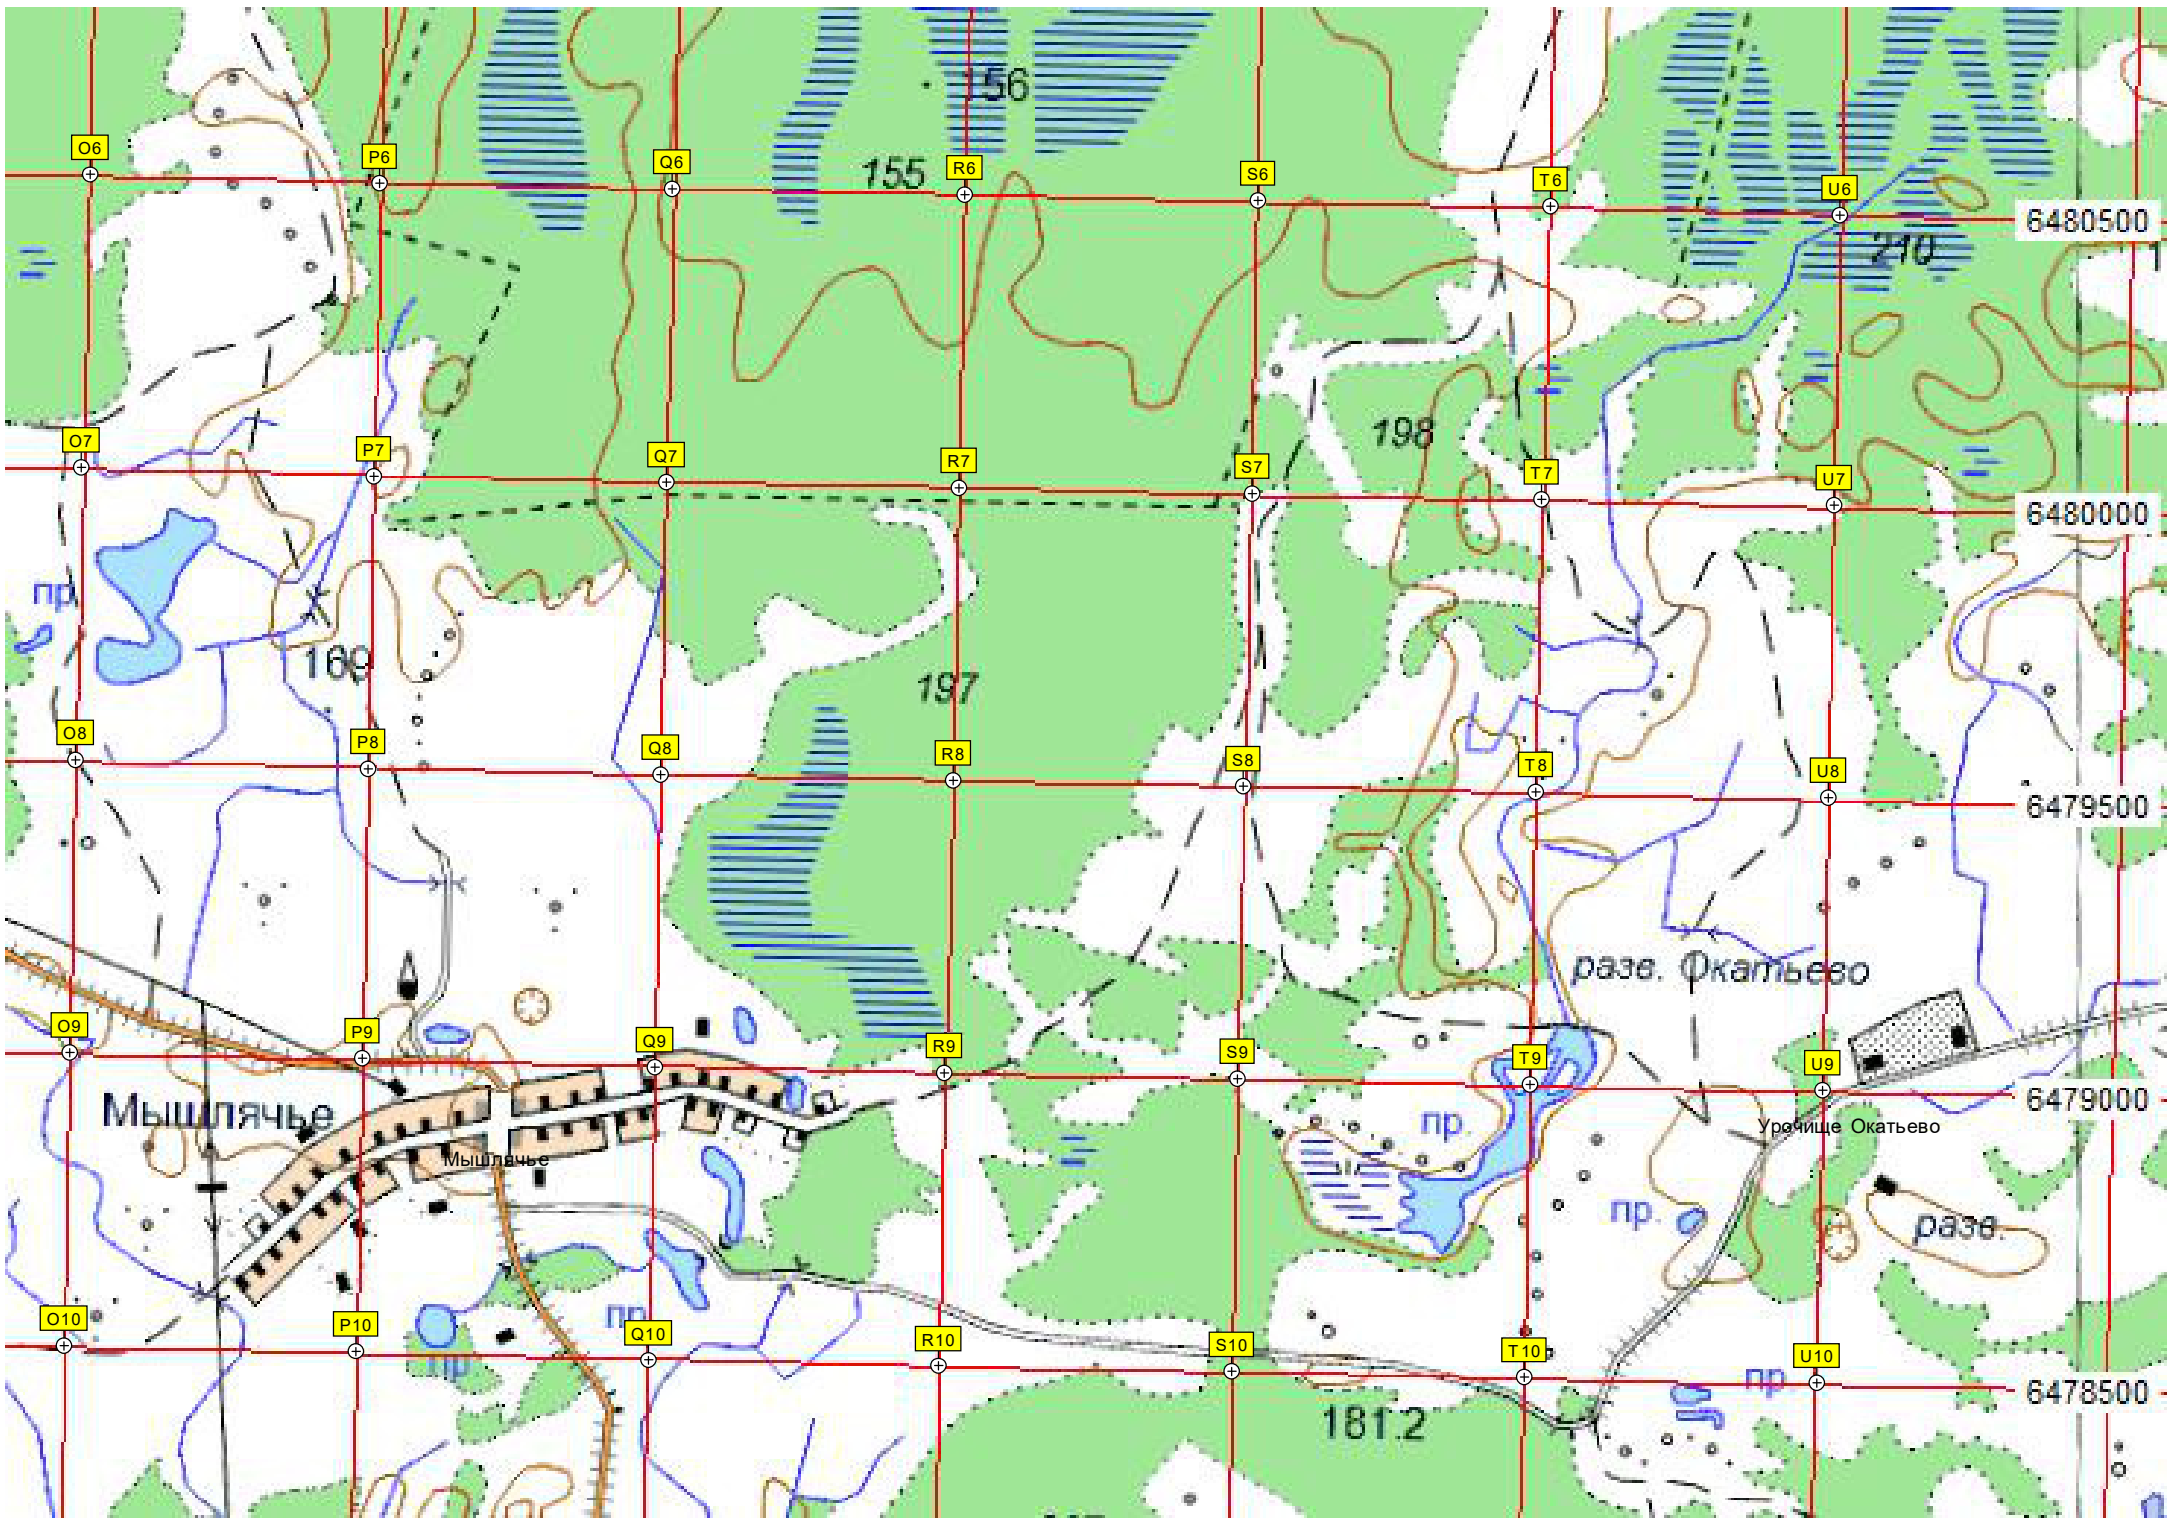 156
O6 P6 Q6 155 R6 S6 T6 U6
6480500
210
198
O7 P7 Q7 R7 S7 T7 U7
6480000
пр.
169
197
O8 P8 Q8 R8 S8 T8 U8
6479500
разв. Окатьево
O9 P9 Q9 R9 S9 T9 U9
6479000
Мышлячье
пр.
Урочище Окатьево
Мышлячье
пр.
разв.
пр.
O10 P10 Q10 R10 S10 T10 U10
пр.
пр.
6478500
181.2